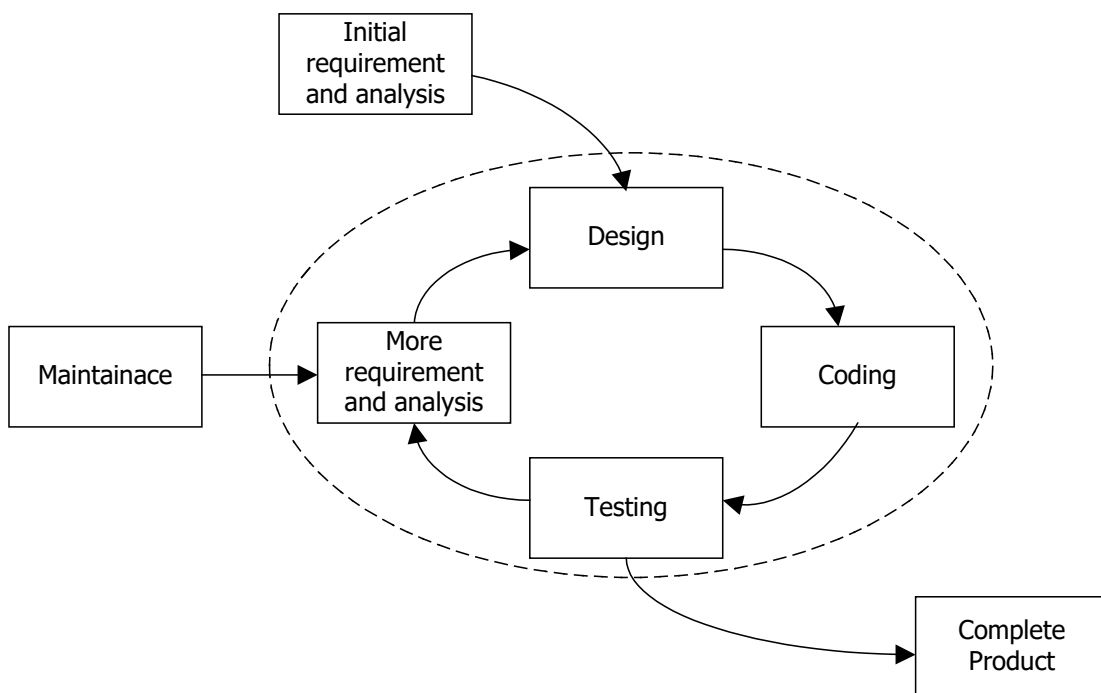 Initial
requirement
and analysis
Design
More
requirement
and analysis
Maintainace
Coding
Testing
Complete
Product